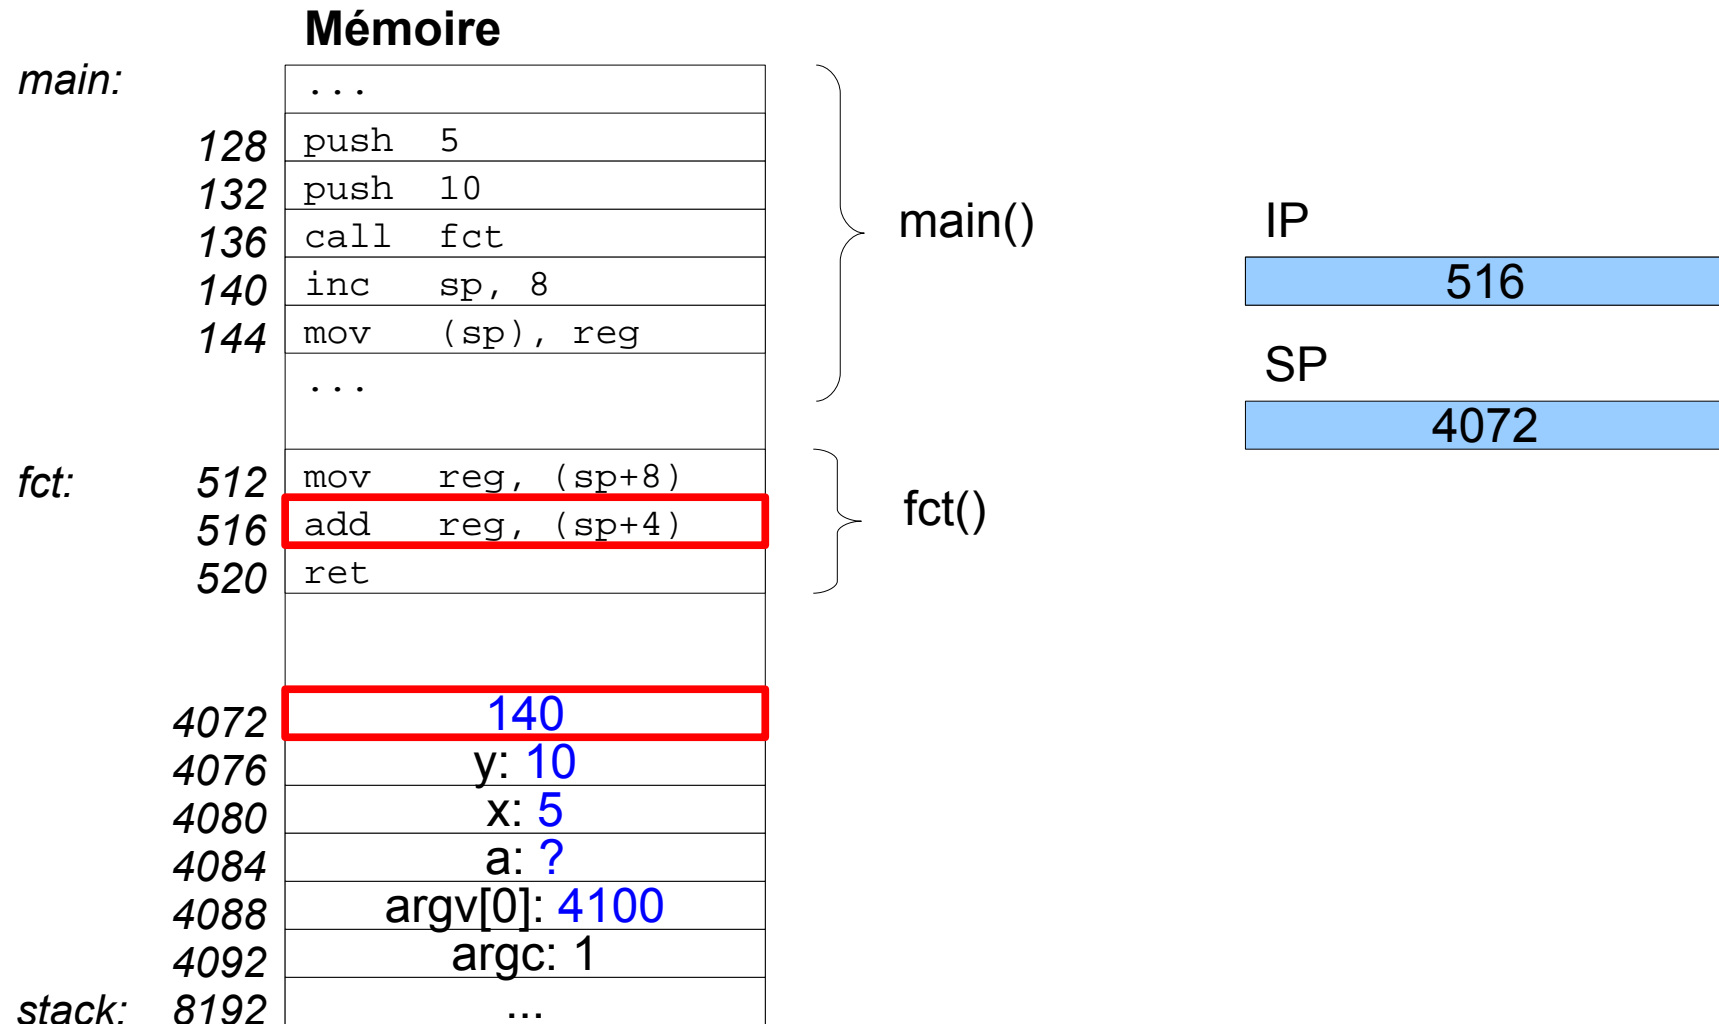 Mémoire
main:
...
128 push 5
132 push 10
136 call fct
140 inc sp, 8
144 mov (sp), reg
...
main()
IP
516
SP
4072
fct: 512 mov reg, (sp+8)
516 add reg, (sp+4)
520 ret
fct()
4072 140
4076 y: 10
4080 x: 5
4084 a: ?
4088 argv[0]: 4100
4092 argc: 1
stack: 8192 ...